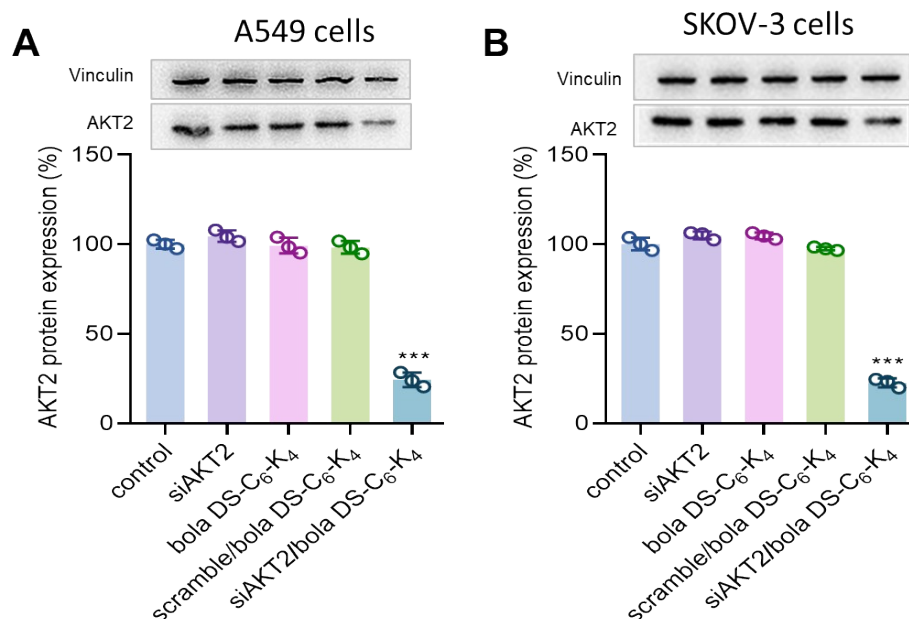 A
A549 cells
Vinculin
AKT2
150
100
50
0
AKT2 protein expression (%)
***
control
siAKT2
bola DS-C₆-K₄
scramble/bola DS-C₆-K₄
siAKT2/bola DS-C₆-K₄
B
SKOV-3 cells
Vinculin
AKT2
150
100
50
0
AKT2 protein expression (%)
***
control
siAKT2
bola DS-C₆-K₄
scramble/bola DS-C₆-K₄
siAKT2/bola DS-C₆-K₄